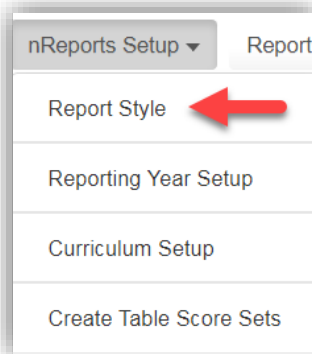 nReports Setup Report
Report Style
Reporting Year Setup
Curriculum Setup
Create Table Score Sets